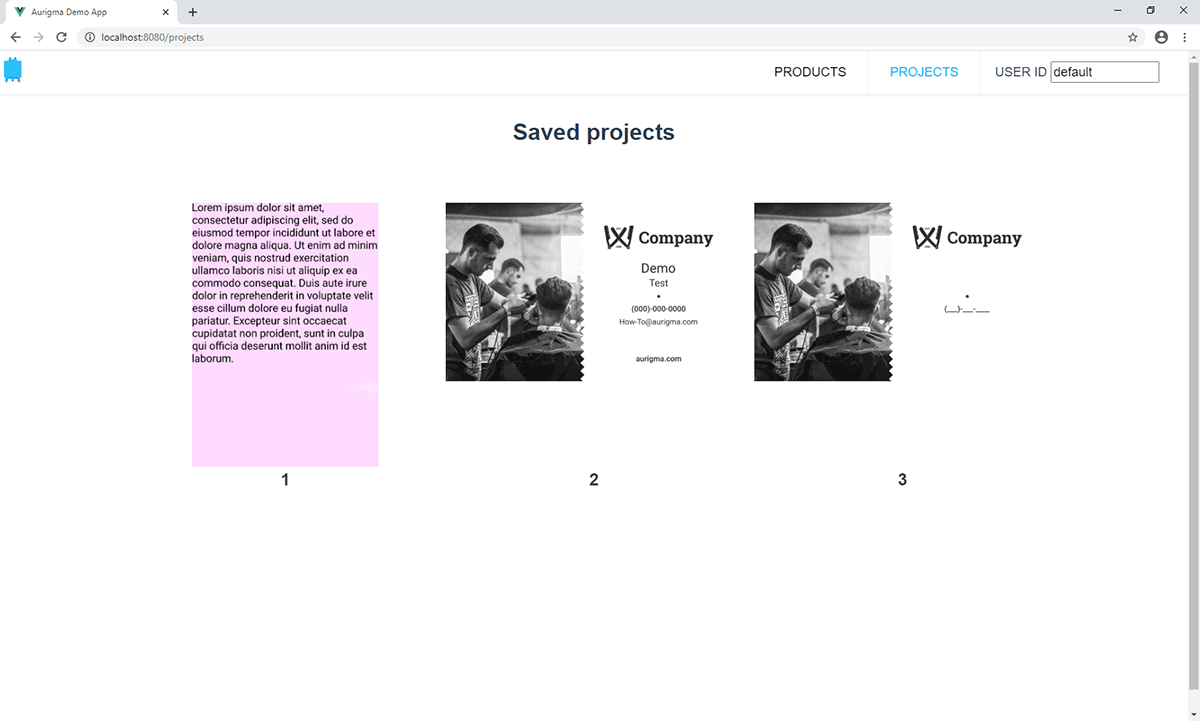 Aurigma Demo App
localhost:8080/projects
PRODUCTS
PROJECTS
USER ID default
Saved projects
Lorem ipsum dolor sit amet,
consectetur adipiscing elit, sed do
eiusmod tempor incididunt ut labore et
dolore magna aliqua. Ut enim ad minim
veniam, quis nostrud exercitation
ullamco laboris nisi ut aliquip ex ea
commodo consequat. Duis aute irure
dolor in reprehenderit in voluptate velit
esse cillum dolore eu fugiat nulla
pariatur. Excepteur sint occaecat
cupidatat non proident, sunt in culpa
qui officia deserunt mollit anim id est
laborum.
1
Company
Demo
Test
•
(000)-000-0000
How-To@aurigma.com
aurigma.com
2
Company
•
(___)-___-____
3